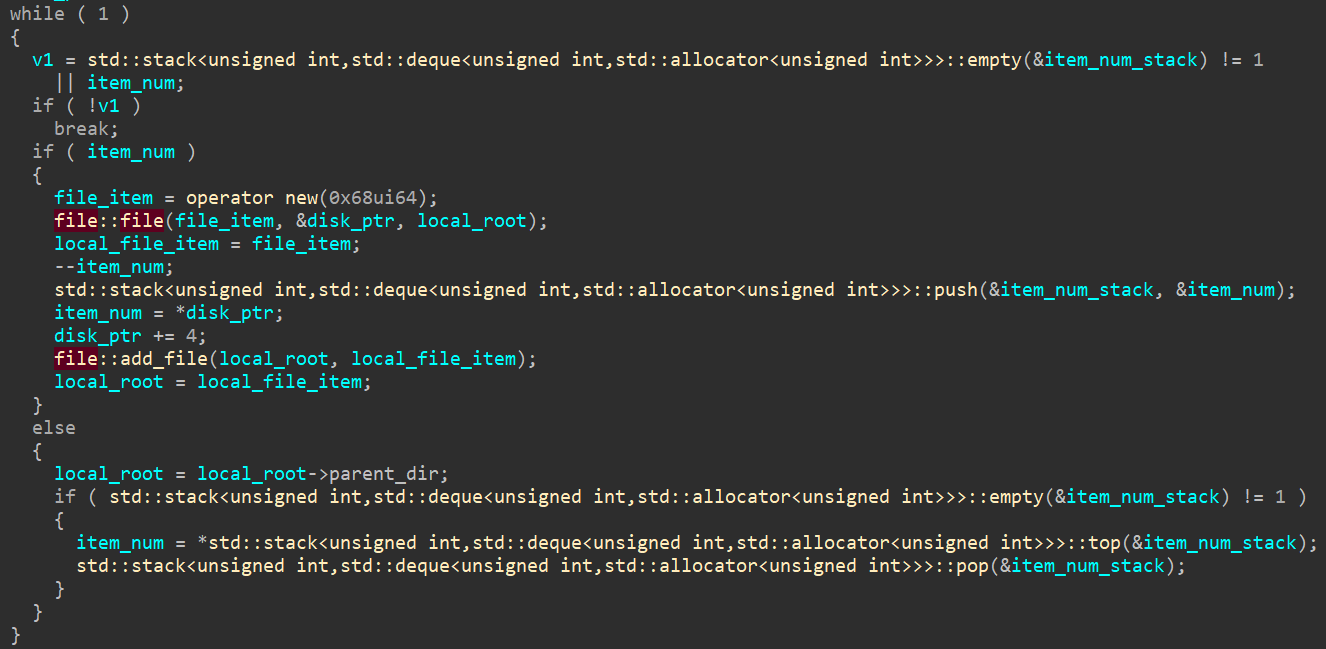 while ( 1 )
{
v1 = std::stack<unsigned int,std::deque<unsigned int,std::allocator<unsigned int>>>::empty(&item_num_stack) != 1
|| item_num;
if ( !v1 )
break;
if ( item_num )
{
file_item = operator new(0x68ui64);
file::file(file_item, &disk_ptr, local_root);
local_file_item = file_item;
--item_num;
std::stack<unsigned int,std::deque<unsigned int,std::allocator<unsigned int>>>::push(&item_num_stack, &item_num);
item_num = *disk_ptr;
disk_ptr += 4;
file::add_file(local_root, local_file_item);
local_root = local_file_item;
}
else
{
local_root = local_root->parent_dir;
if ( std::stack<unsigned int,std::deque<unsigned int,std::allocator<unsigned int>>>::empty(&item_num_stack) != 1 )
{
item_num = *std::stack<unsigned int,std::deque<unsigned int,std::allocator<unsigned int>>>::top(&item_num_stack);
std::stack<unsigned int,std::deque<unsigned int,std::allocator<unsigned int>>>::pop(&item_num_stack);
}
}
}